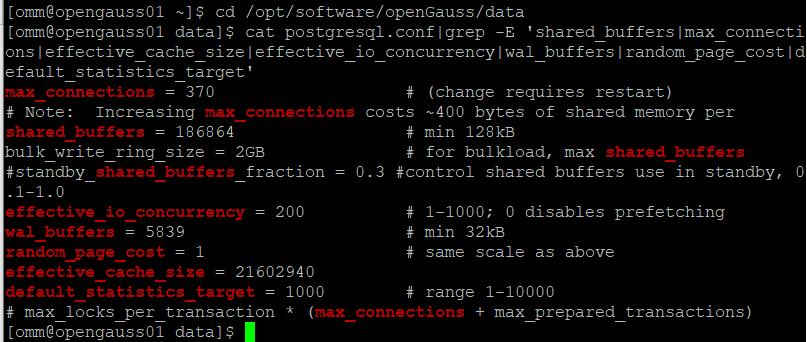 [omm@opengauss01 ~]$ cd /opt/software/openGauss/data
[omm@opengauss01 data]$ cat postgresql.conf|grep -E 'shared_buffers|max_connecti
ons|effective_cache_size|effective_io_concurrency|wal_buffers|random_page_cost|d
efault_statistics_target'
max_connections = 370 # (change requires restart)
# Note:  Increasing max_connections costs ~400 bytes of shared memory per
shared_buffers = 186864 # min 128kB
bulk_write_ring_size = 2GB # for bulkload, max shared_buffers
#standby_shared_buffers_fraction = 0.3 #control shared buffers use in standby, 0
.1-1.0
effective_io_concurrency = 200 # 1-1000; 0 disables prefetching
wal_buffers = 5839 # min 32kB
random_page_cost = 1 # same scale as above
effective_cache_size = 21602940
default_statistics_target = 1000 # range 1-10000
# max_locks_per_transaction * (max_connections + max_prepared_transactions)
[omm@opengauss01 data]$